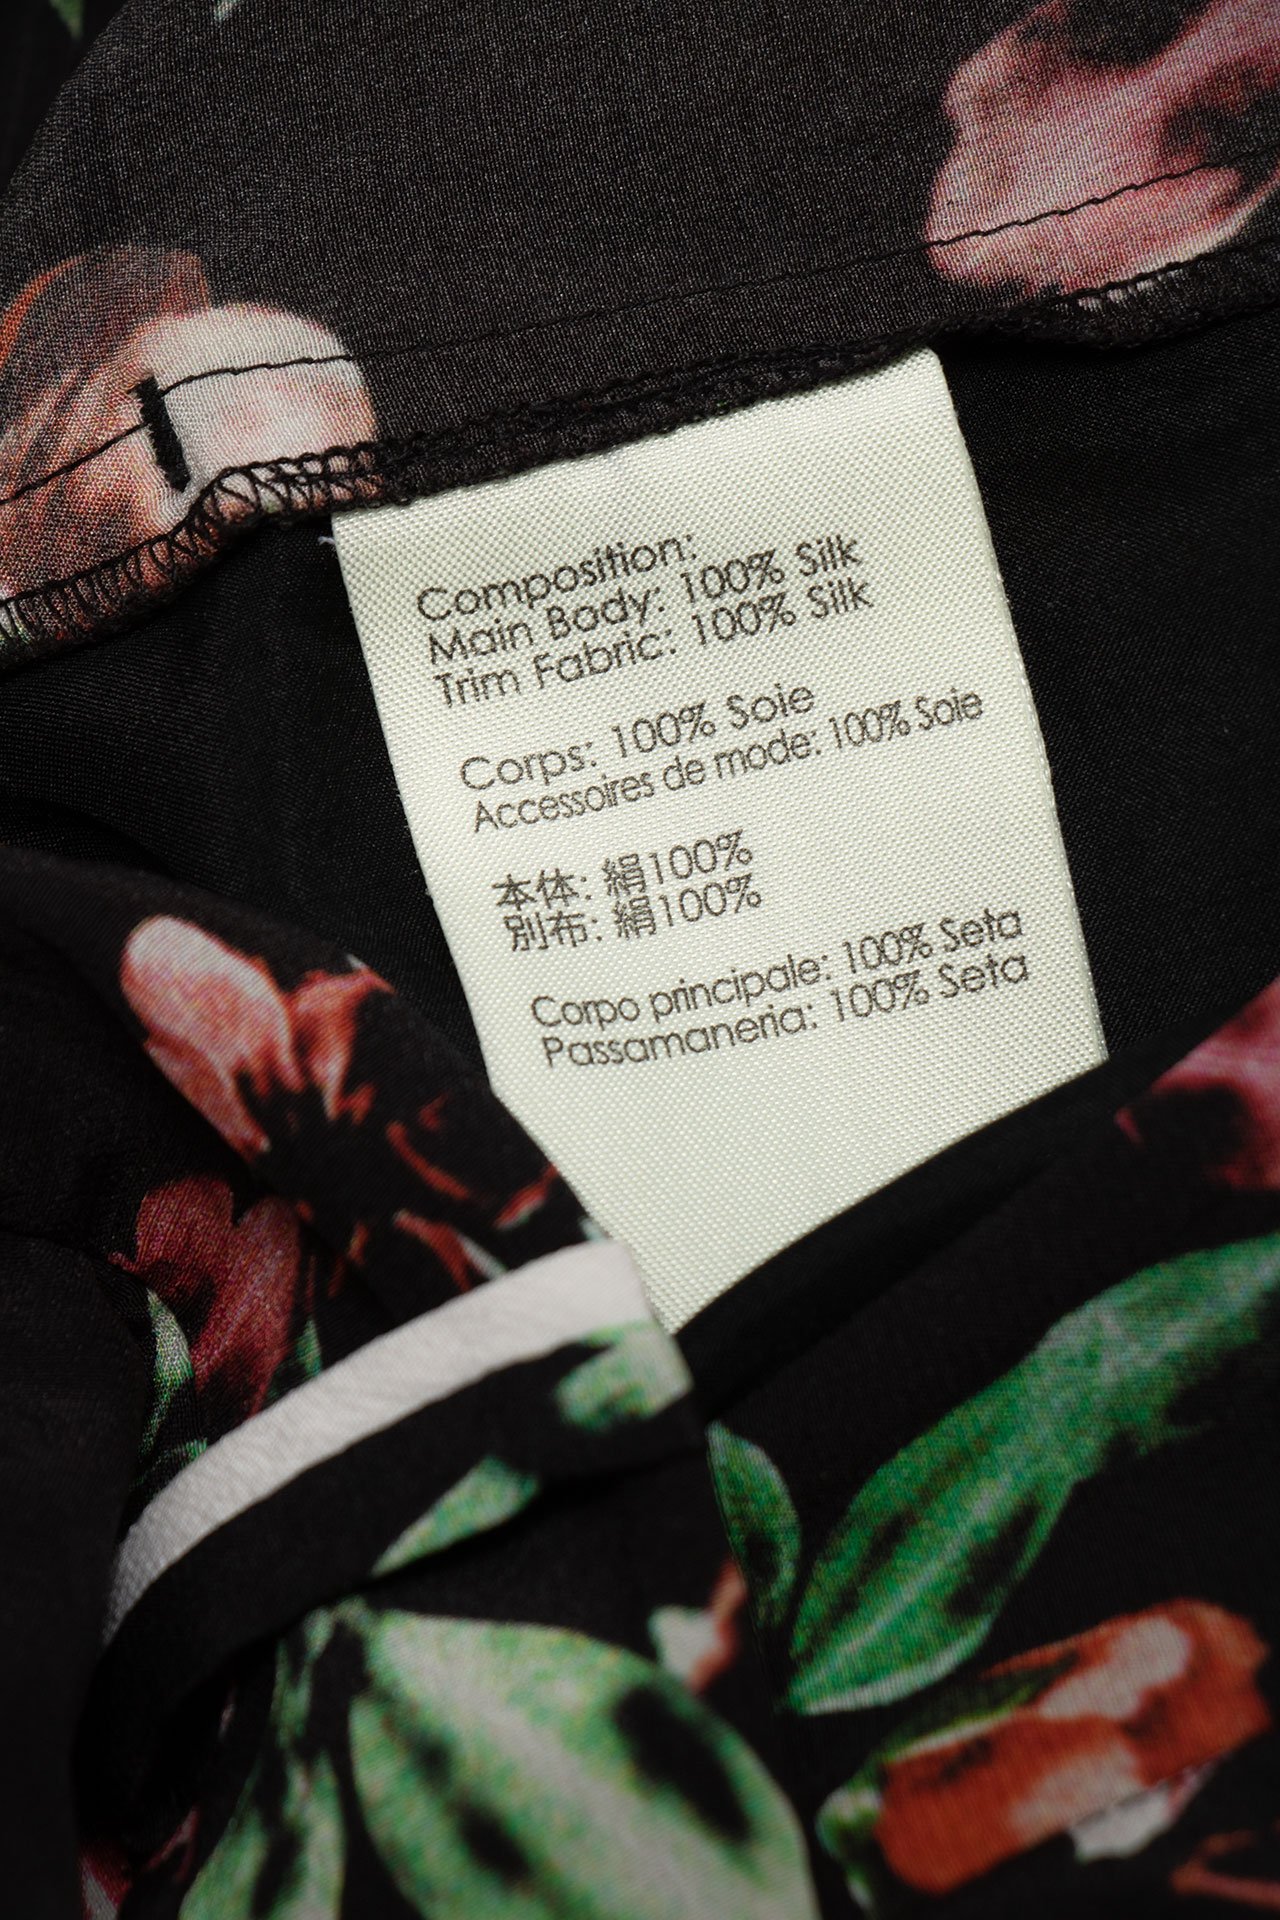 Composition:
Main Body: 100% Silk
Trim Fabric: 100% Silk
Corps: 100% Soie
Accessoires de mode: 100% Soie
本体: 絹100%
別布: 絹100%
Corpo principale: 100% Seta
Passamaneria: 100% Seta